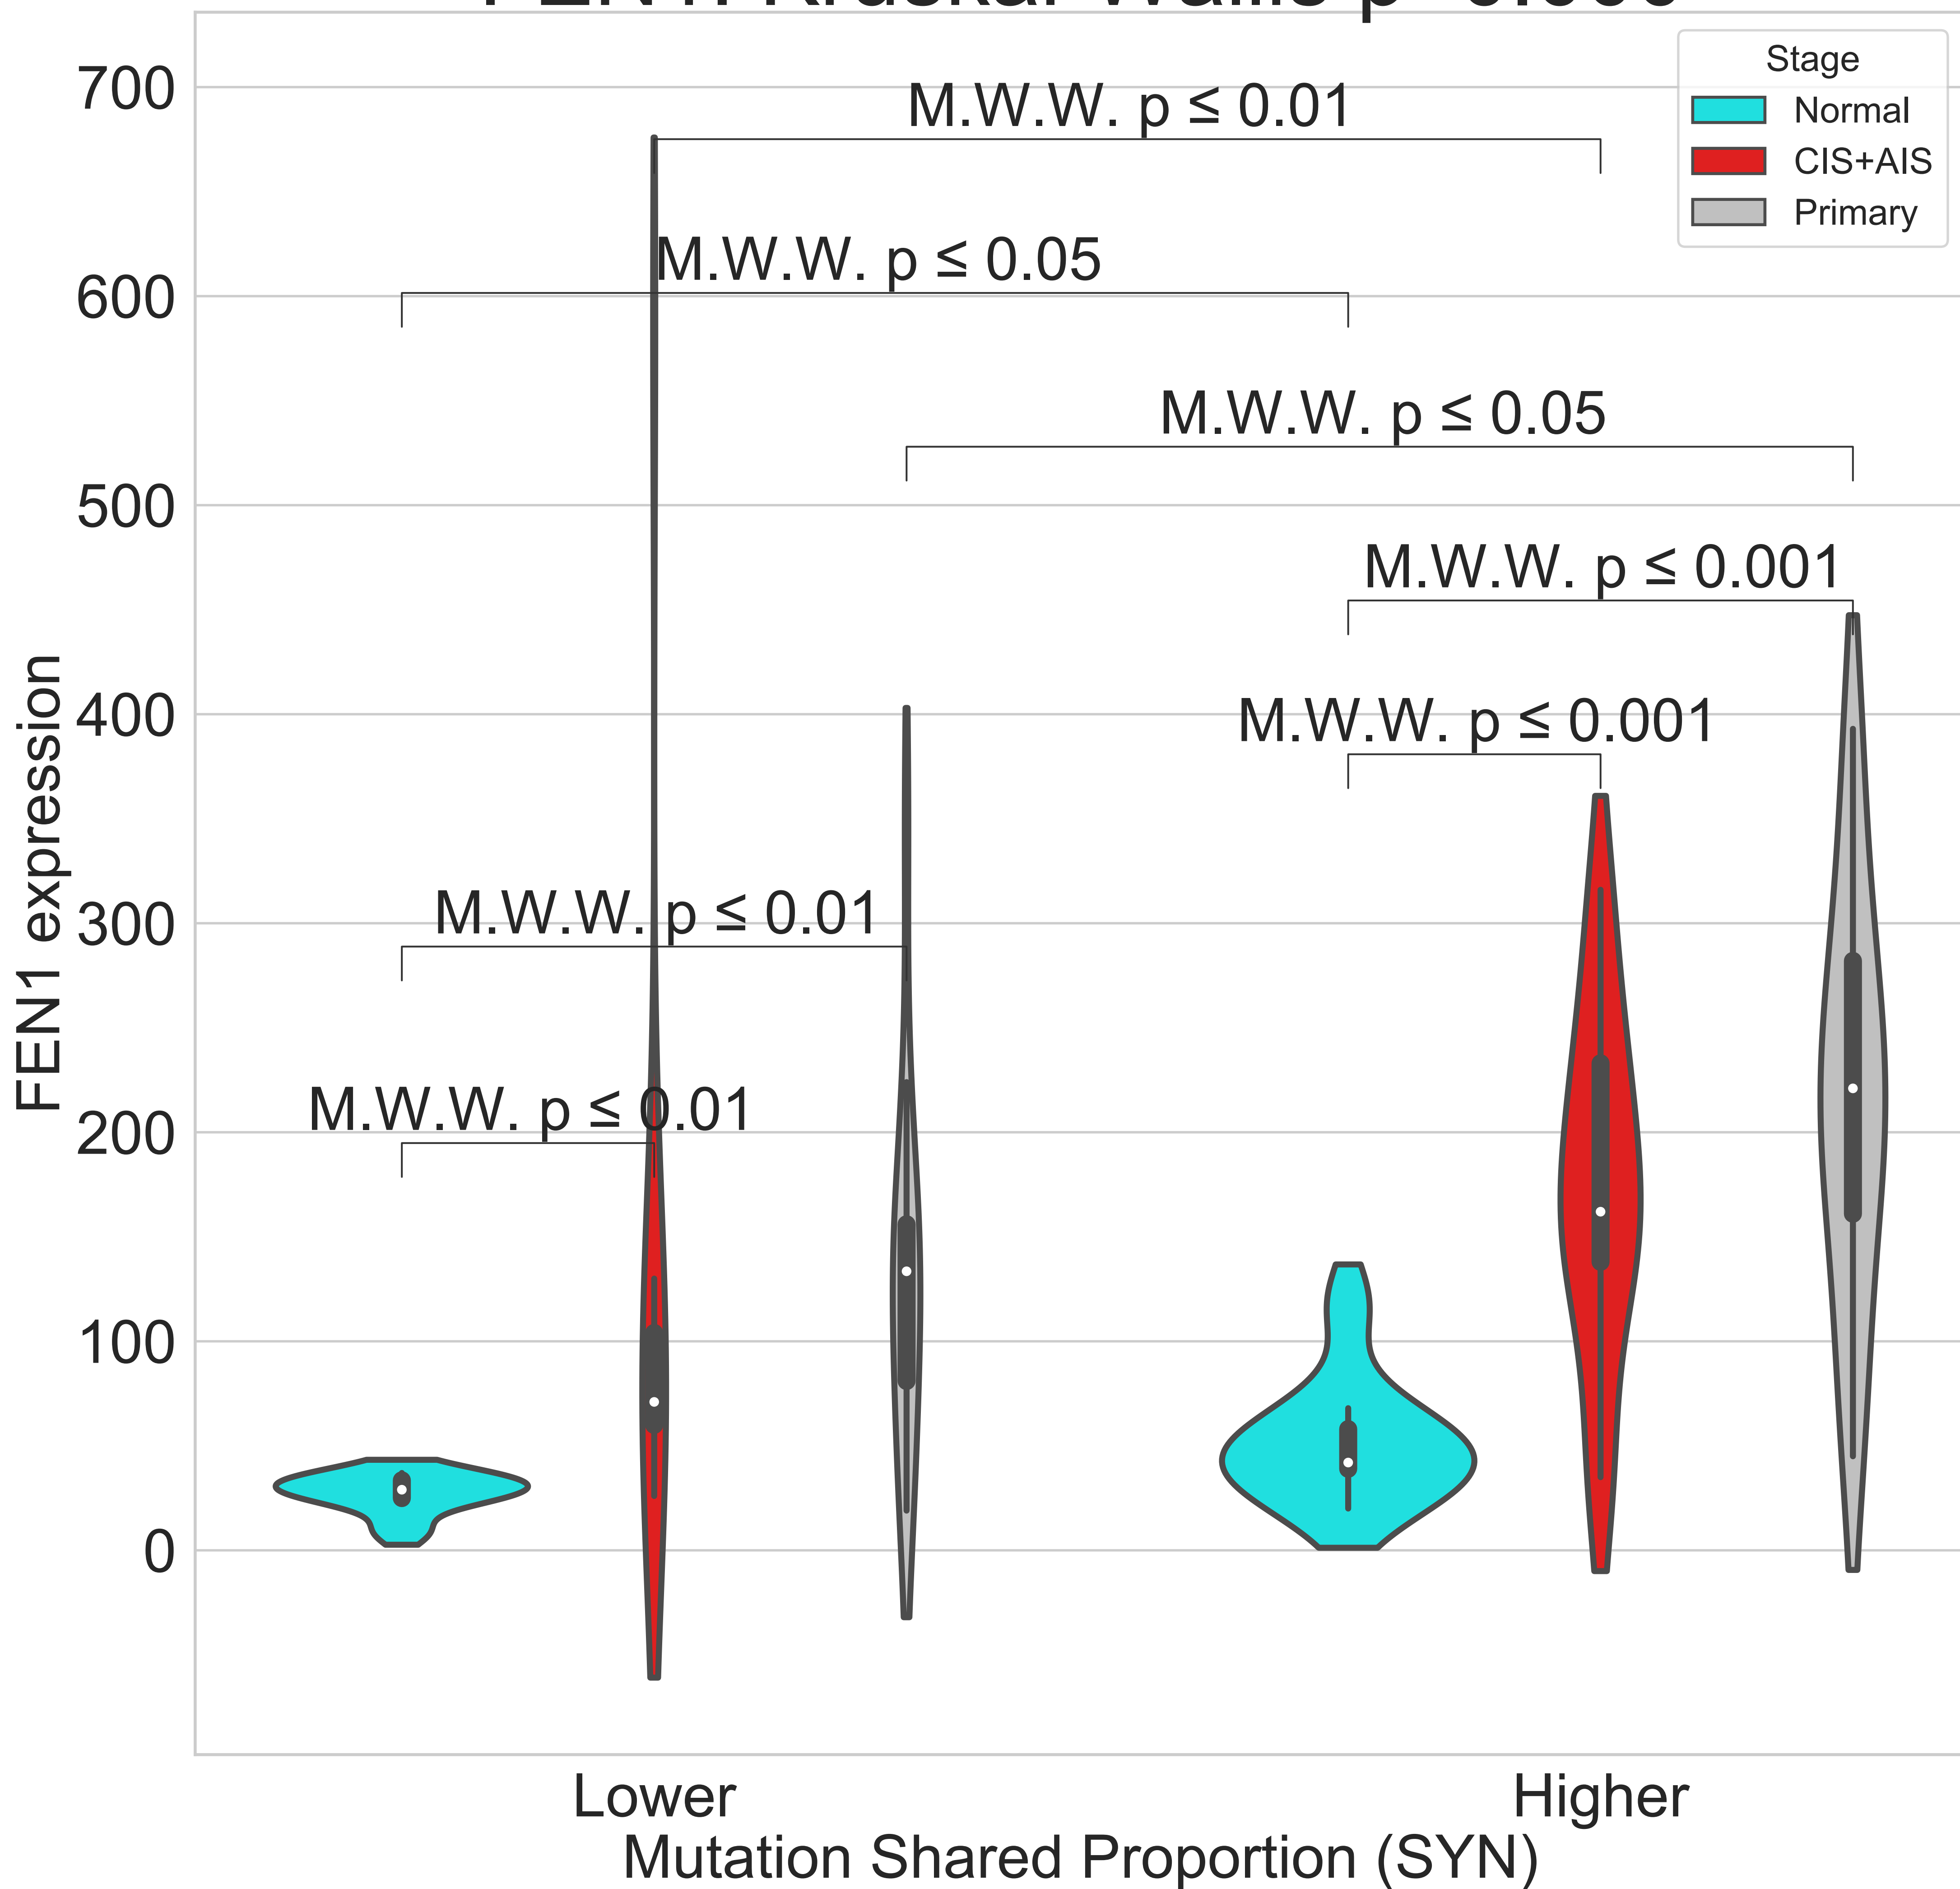 700
600
500
400
300
200
100
0
FEN1 expression
M.W.W. p ≤ 0.01
M.W.W. p ≤ 0.05
M.W.W. p ≤ 0.05
M.W.W. p ≤ 0.001
M.W.W. p ≤ 0.001
M.W.W. p ≤ 0.01
M.W.W. p ≤ 0.01
Stage
Normal
CIS+AIS
Primary
Lower
Higher
Mutation Shared Proportion (SYN)